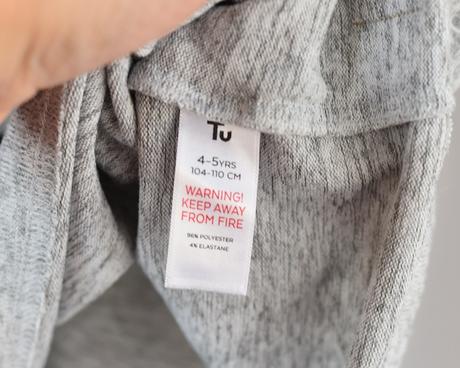 Tu
4-5YRS
104-110 CM
WARNING!
KEEP AWAY
FROM FIRE
96% POLYESTER
4% ELASTANE